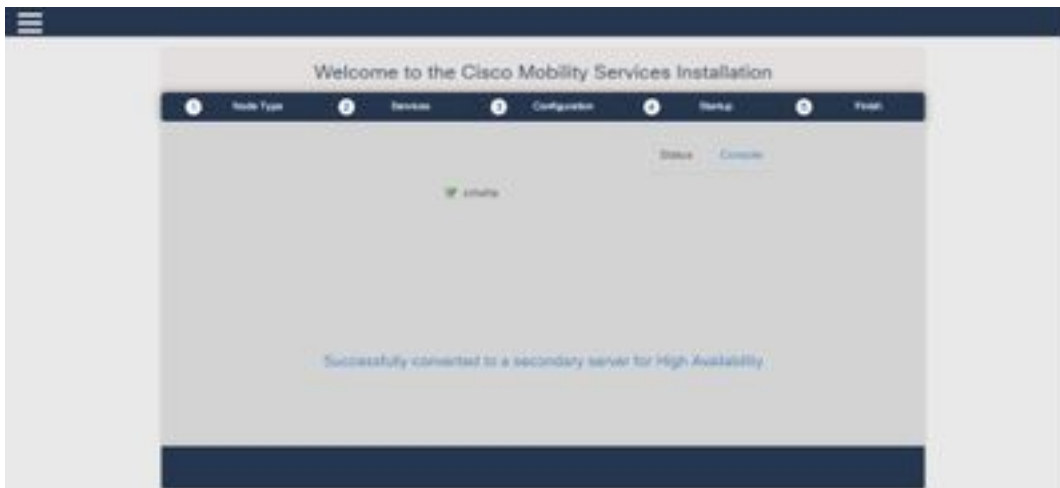 Welcome to the Cisco Mobility Services Installation
1 Node Type 2 Services 3 Configuration 4 Startup 5 Finish
Status Console
Successfully converted to a secondary server for High Availability